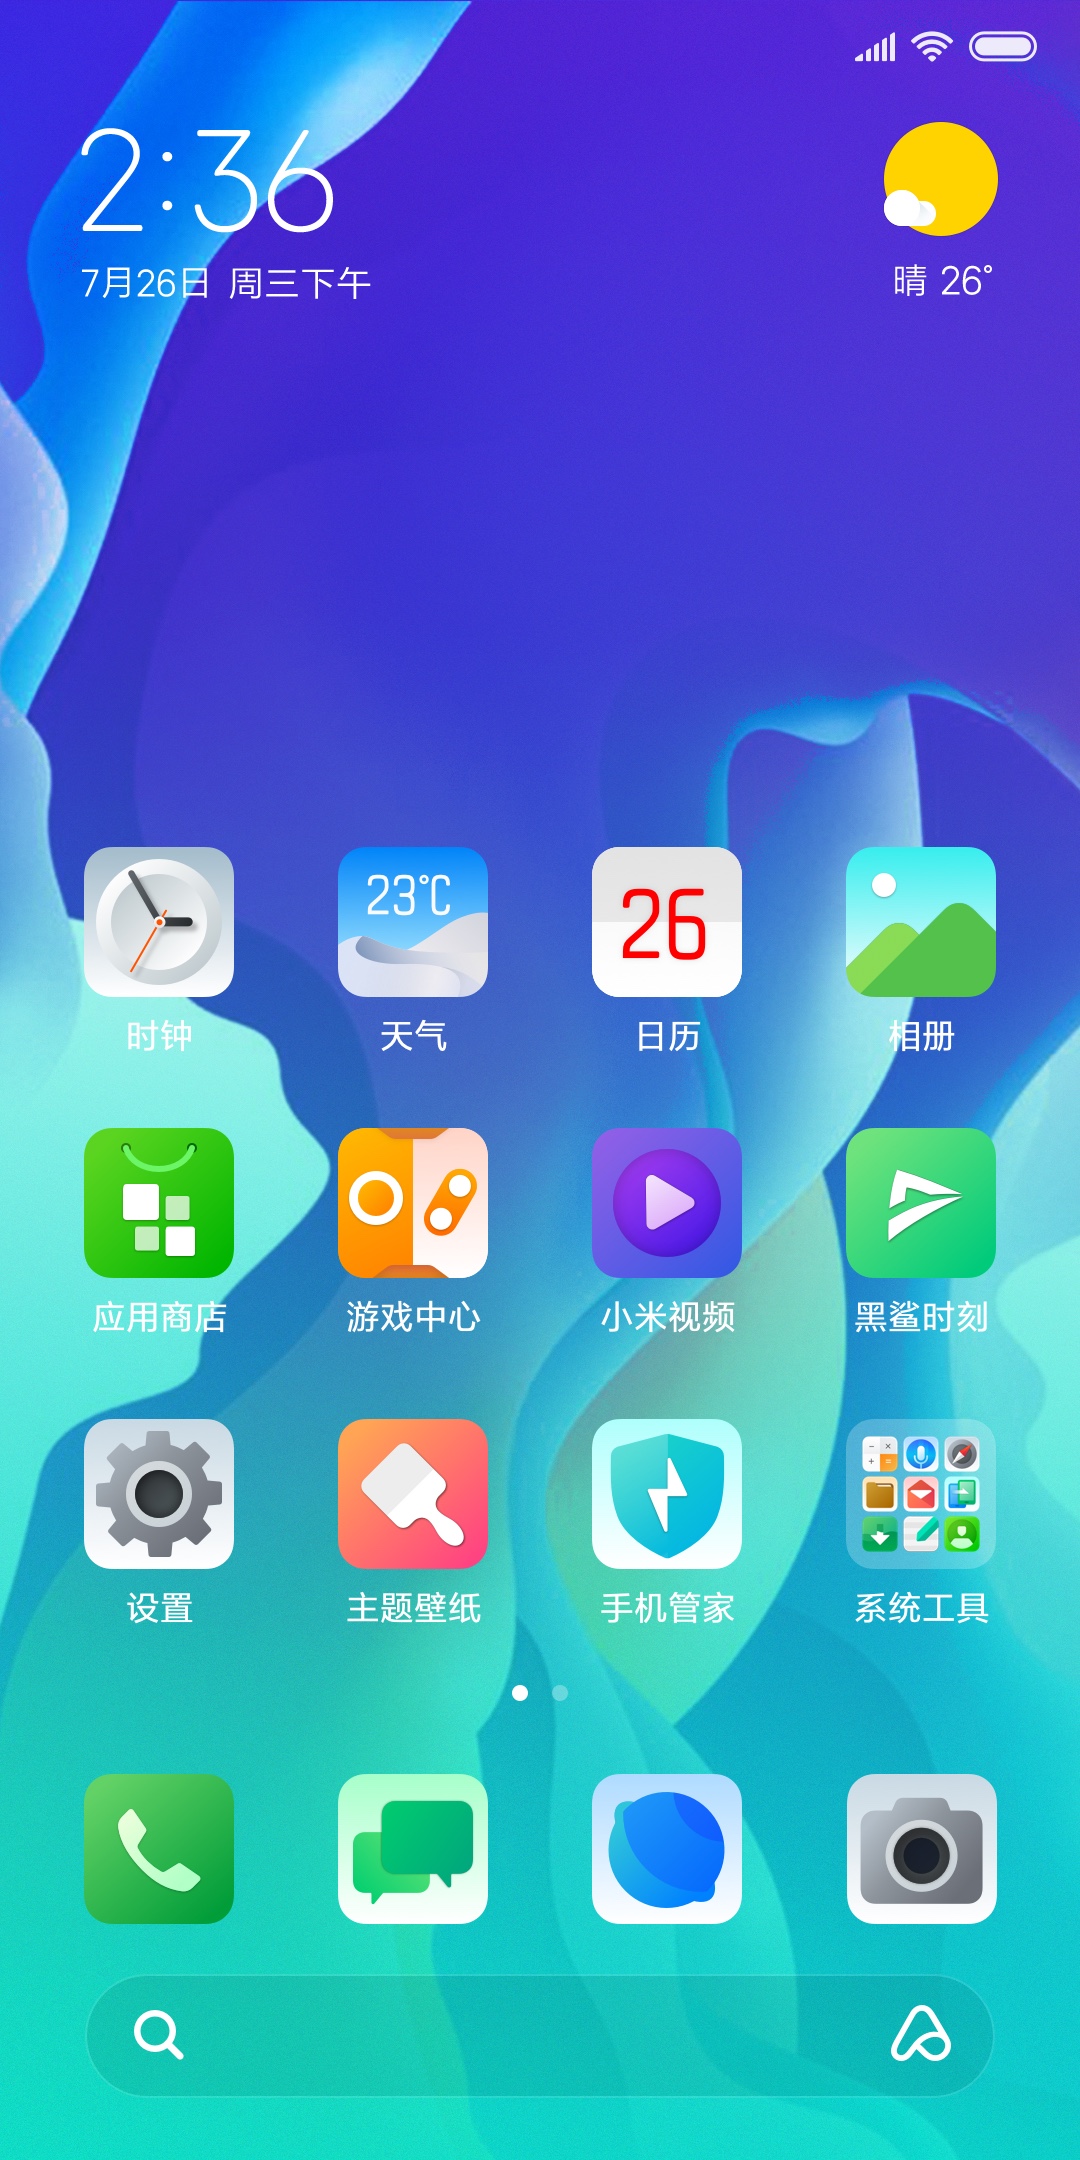 2:36
7月26日 周三下午
晴 26°
23°C
26
时钟
天气
日历
相册
应用商店
游戏中心
小米视频
黑鲨时刻
设置
主题壁纸
手机管家
系统工具